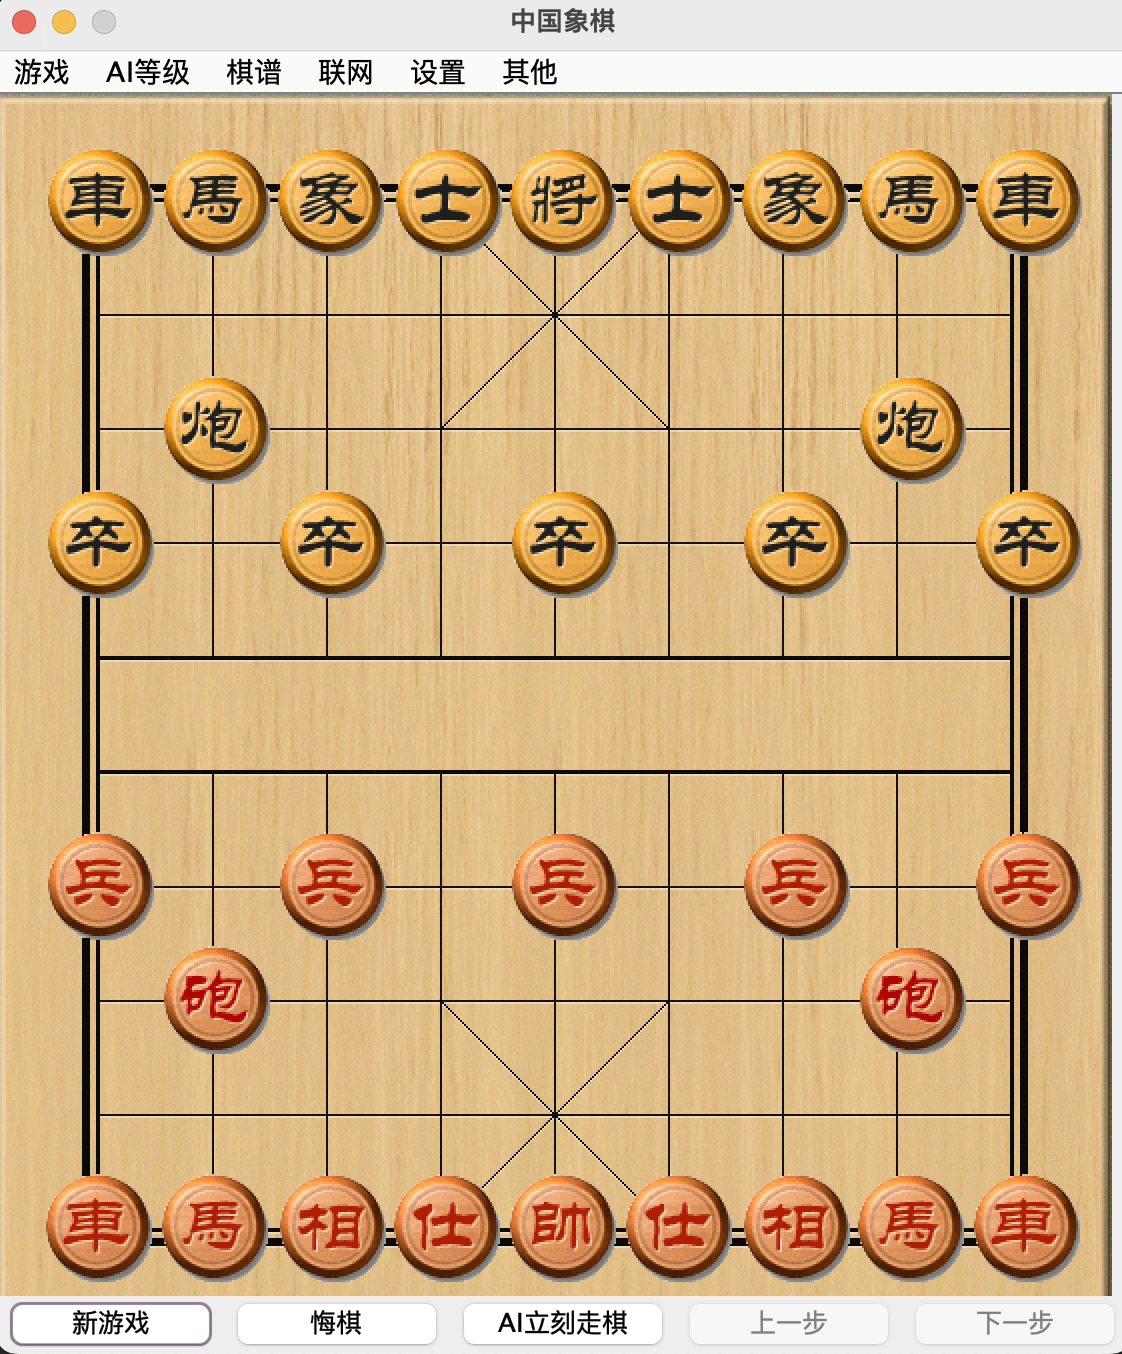 中国象棋
游戏 AI等级 棋谱 联网 设置 其他
車 馬 象 士 將 士 象 馬 車
炮 炮
卒 卒 卒 卒 卒
兵 兵 兵 兵 兵
砲 砲
車 馬 相 仕 帥 仕 相 馬 車
新游戏 悔棋 AI立刻走棋 上一步 下一步